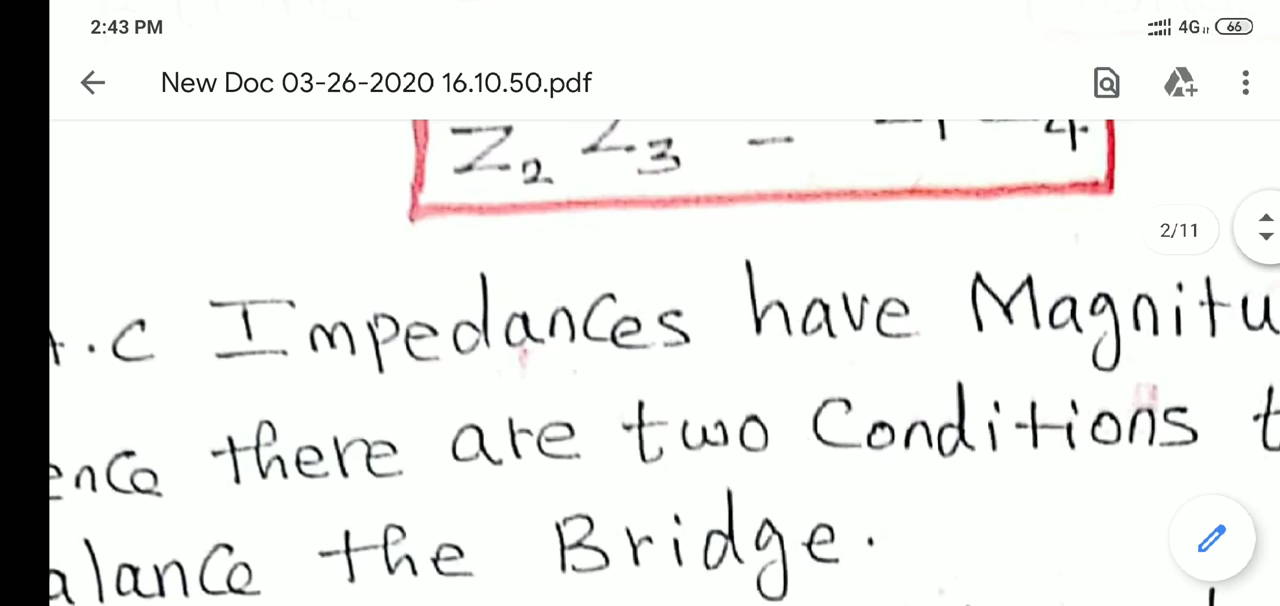 2:43 PM 4G 66
New Doc 03-26-2020 16.10.50.pdf
Z2 Z3 =
2/11
.c Impedances have Magnitu
ence there are two Conditions t
alance the Bridge.